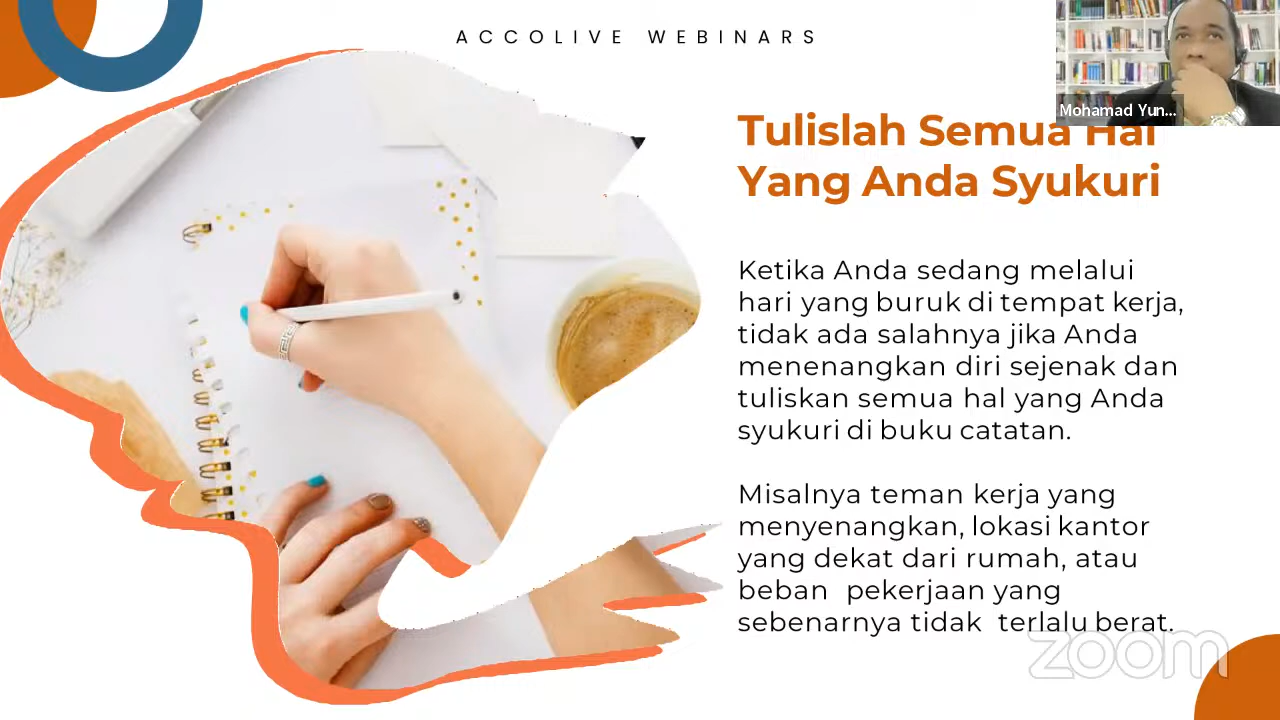 ACCOLIVE WEBINARS
Mohamad Yun...
Tulislah Semua Hal
Yang Anda Syukuri
Ketika Anda sedang melalui
hari yang buruk di tempat kerja,
tidak ada salahnya jika Anda
menenangkan diri sejenak dan
tuliskan semua hal yang Anda
syukuri di buku catatan.
Misalnya teman kerja yang
menyenangkan, lokasi kantor
yang dekat dari rumah, atau
beban pekerjaan yang
sebenarnya tidak terlalu berat.
zoom